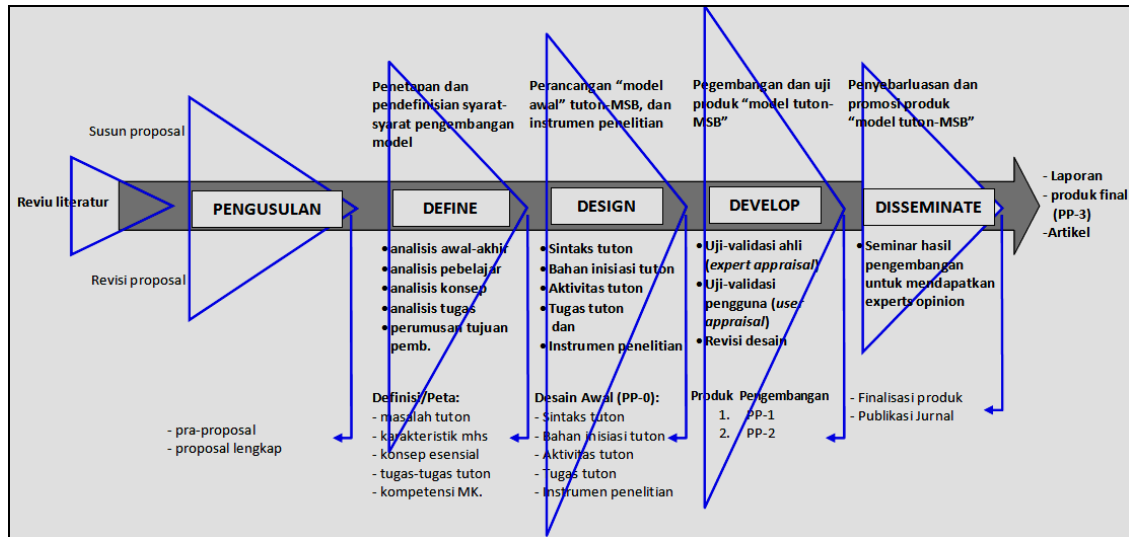 Susun proposal
Reviu literatur
Revisi proposal
PENGUSULAN
- pra-proposal
- proposal lengkap
Penetapan dan
pendefinisian syarat-
syarat pengembangan
model
DEFINE
•analisis awal-akhir
•analisis pebelajar
•analisis konsep
•analisis tugas
•perumusan tujuan
pemb.
Definisi/Peta:
- masalah tuton
- karakteristik mhs
- konsep esensial
- tugas-tugas tuton
- kompetensi MK.
Perancangan “model
awal” tuton-MSB, dan
instrumen penelitian
DESIGN
•Sintaks tuton
•Bahan inisiasi tuton
•Aktivitas tuton
•Tugas tuton
dan
•Instrumen penelitian
Desain Awal (PP-0):
- Sintaks tuton
- Bahan inisiasi tuton
- Aktivitas tuton
- Tugas tuton
- Instrumen penelitian
Pegembangan dan uji
produk “model tuton-
MSB”
DEVELOP
•Uji-validasi ahli
(expert appraisal)
•Uji-validasi
pengguna (user
appraisal)
•Revisi desain
Produk Pengembangan
1. PP-1
2. PP-2
Penyebarluasan dan
promosi produk
“model tuton-MSB”
DISSEMINATE
•Seminar hasil
pengembangan
untuk mendapatkan
experts opinion
- Finalisasi produk
- Publikasi Jurnal
- Laporan
- produk final
(PP-3)
-Artikel